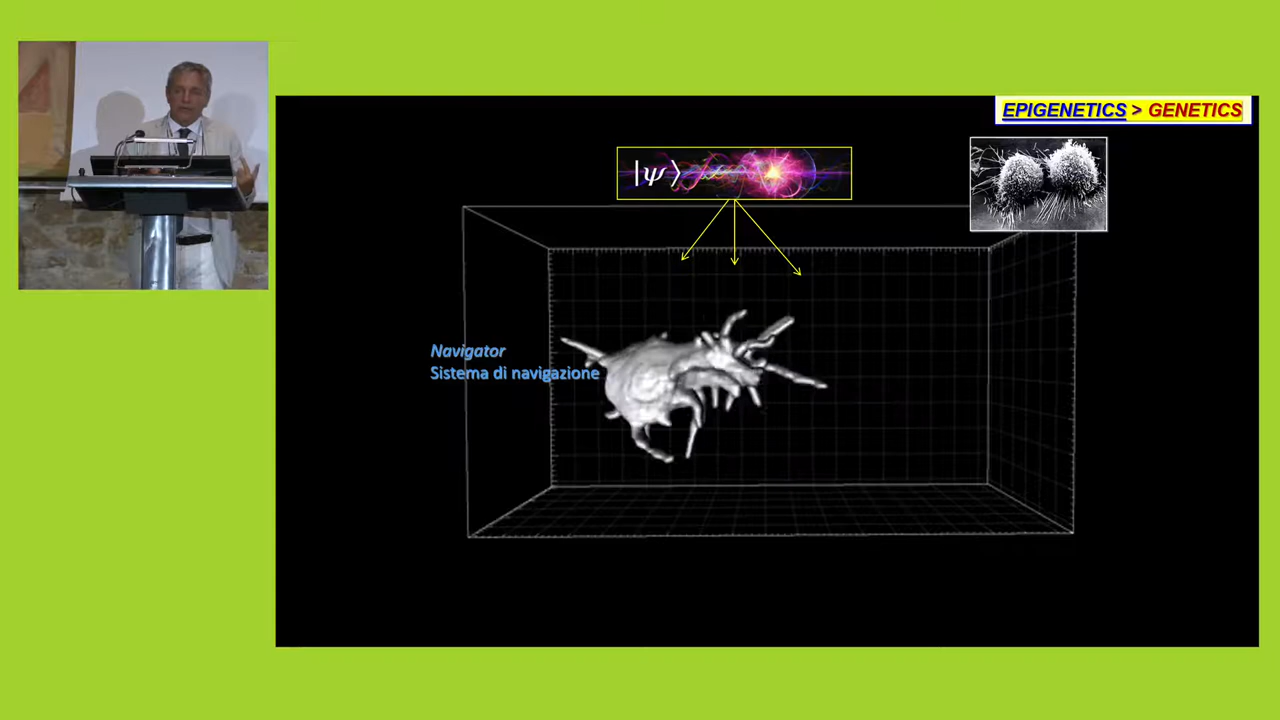 EPIGENETICS > GENETICS
|ψ⟩
Navigator
Sistema di navigazione